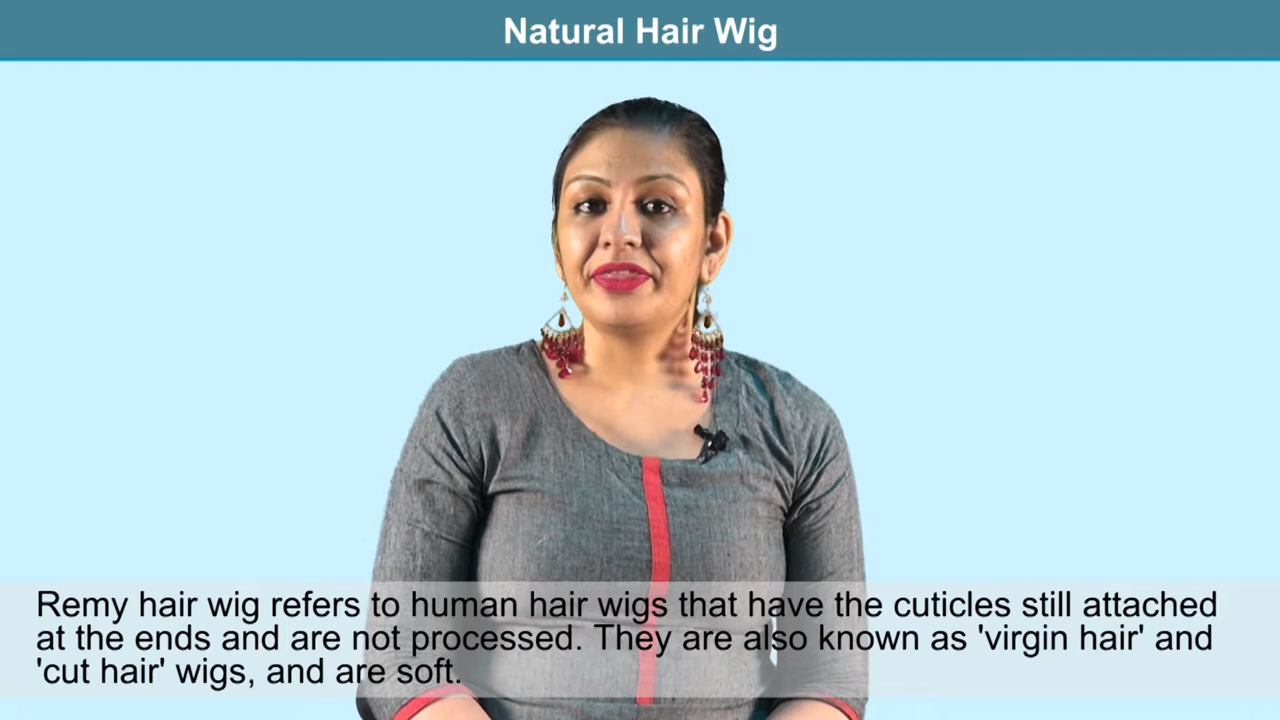 Natural Hair Wig
Remy hair wig refers to human hair wigs that have the cuticles still attached
at the ends and are not processed. They are also known as 'virgin hair' and
'cut hair' wigs, and are soft.